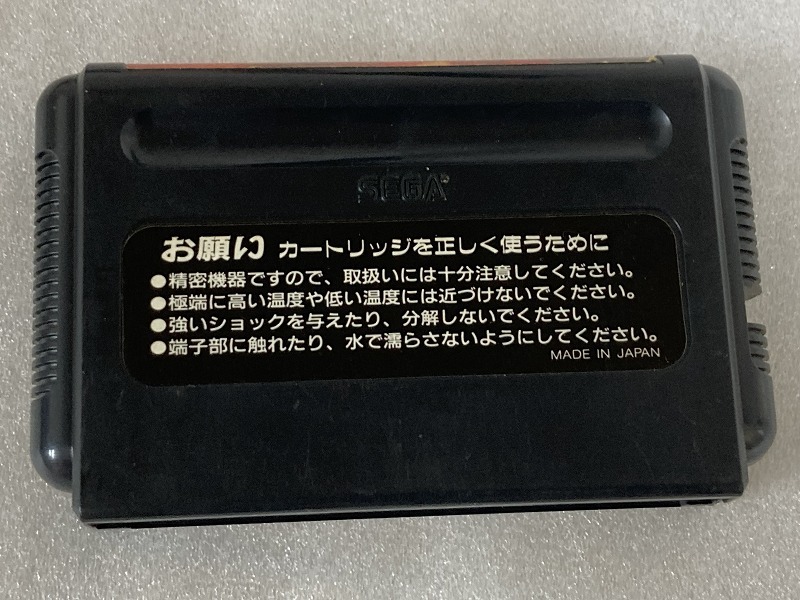 SEGA
お願い カートリッジを正しく使うために
●精密機器ですので、取扱いには十分注意してください。
●極端に高い温度や低い温度には近づけないでください。
●強いショックを与えたり、分解しないでください。
●端子部に触れたり、水で濡らさないようにしてください。
MADE IN JAPAN